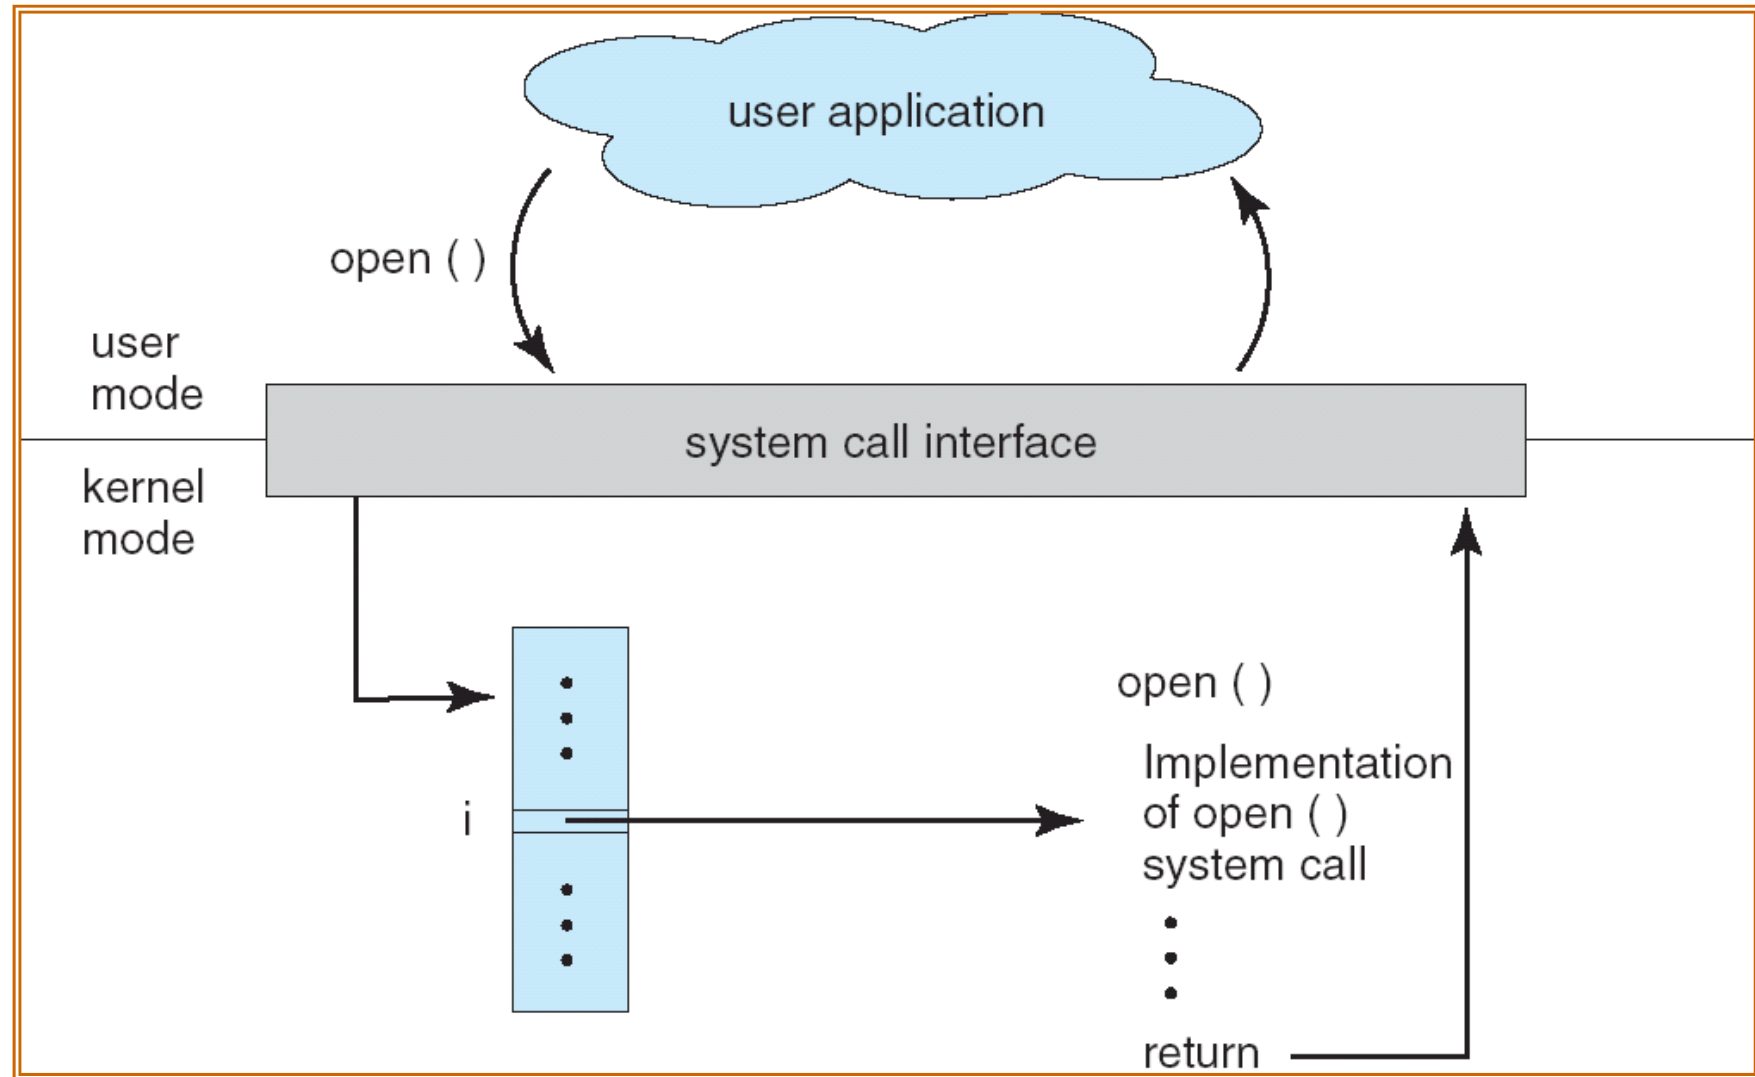 user application
open ( )
user
mode
system call interface
kernel
mode
open ( )
Implementation
of open ( )
system call
i
return